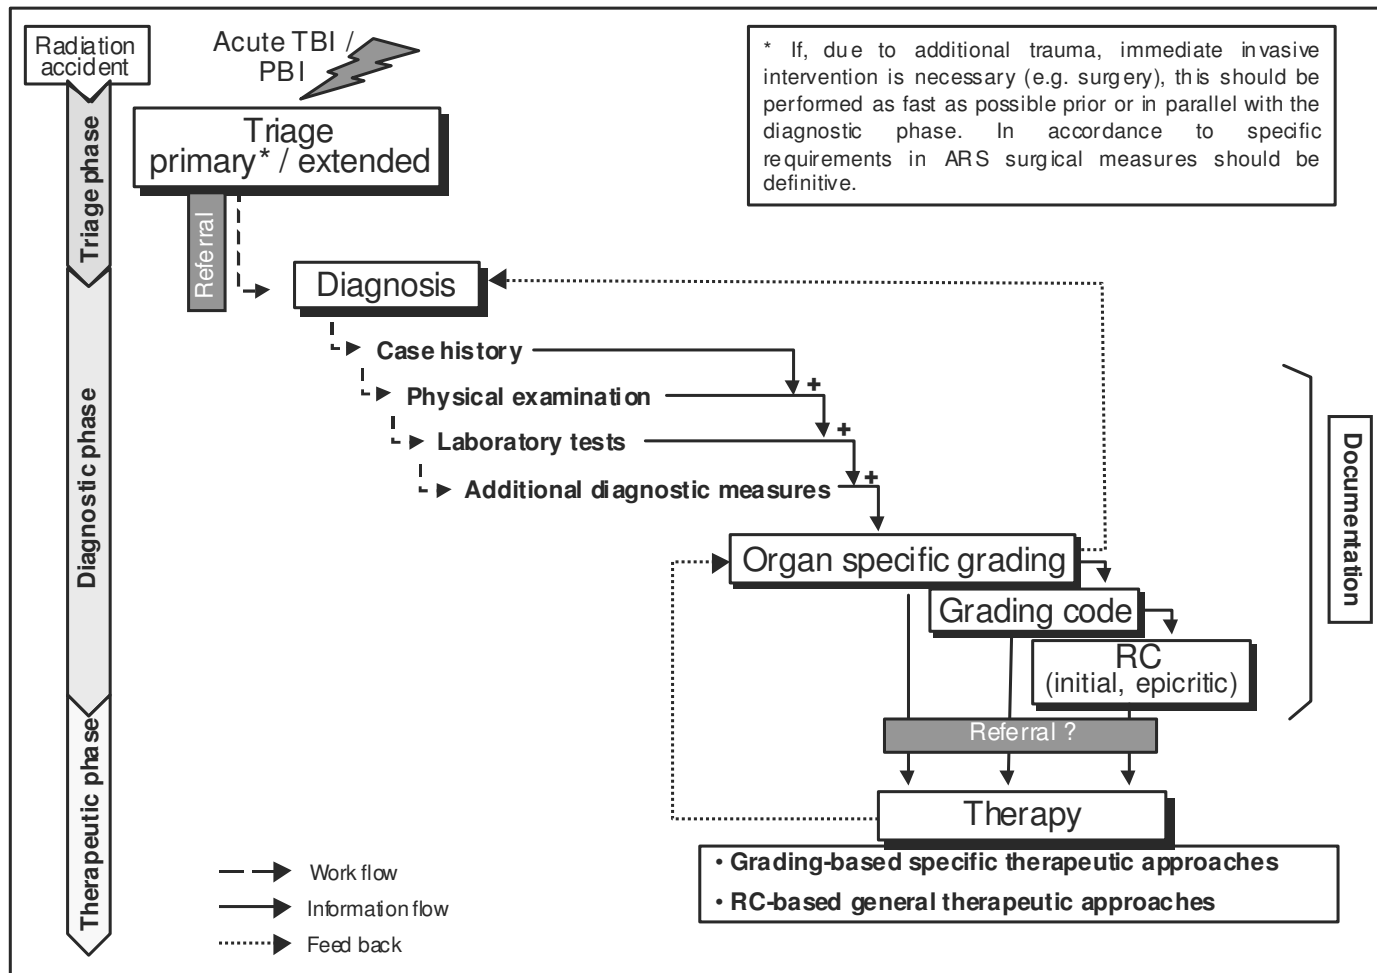 Radiation
accident
Acute TBI /
PBI
* If, due to additional trauma, immediate invasive
intervention is necessary (e.g. surgery), this should be
performed as fast as possible prior or in parallel with the
diagnostic phase. In accordance to specific
requirements in ARS surgical measures should be
definitive.
Triage
primary* / extended
Triage phase
Referral
Diagnosis
Case history
+
Physical examination
+
Laboratory tests
+
Additional diagnostic measures
Diagnostic phase
Documentation
Organ specific grading
Grading code
RC
(initial, epicritic)
Referral ?
Therapy
Therapeutic phase
• Grading-based specific therapeutic approaches
• RC-based general therapeutic approaches
Work flow
Information flow
Feed back